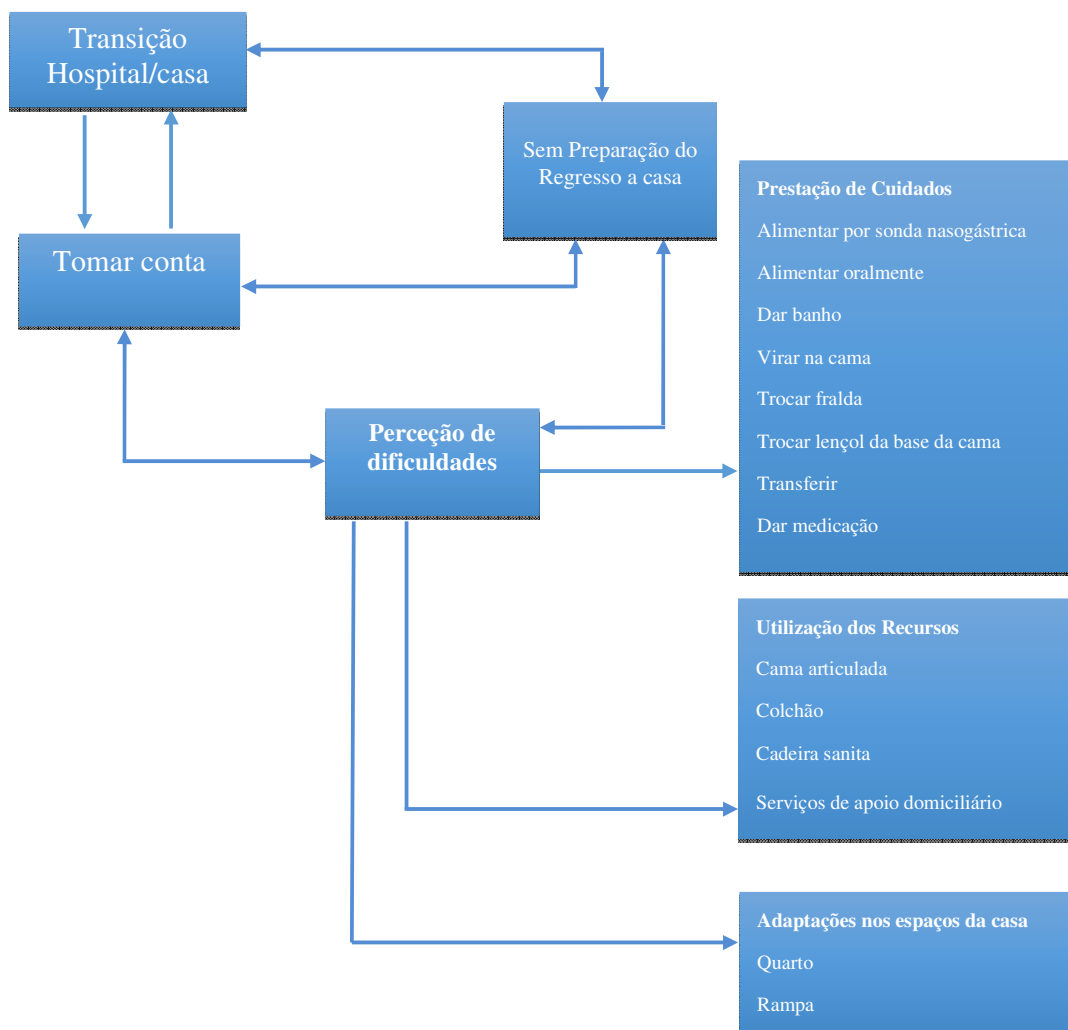 Transição
Hospital/casa
Sem Preparação do
Regresso a casa
Tomar conta
Perceção de
dificuldades
Prestação de Cuidados
Alimentar por sonda nasogástrica
Alimentar oralmente
Dar banho
Virar na cama
Trocar fralda
Trocar lençol da base da cama
Transferir
Dar medicação
Utilização dos Recursos
Cama articulada
Colchão
Cadeira sanita
Serviços de apoio domiciliário
Adaptações nos espaços da casa
Quarto
Rampa